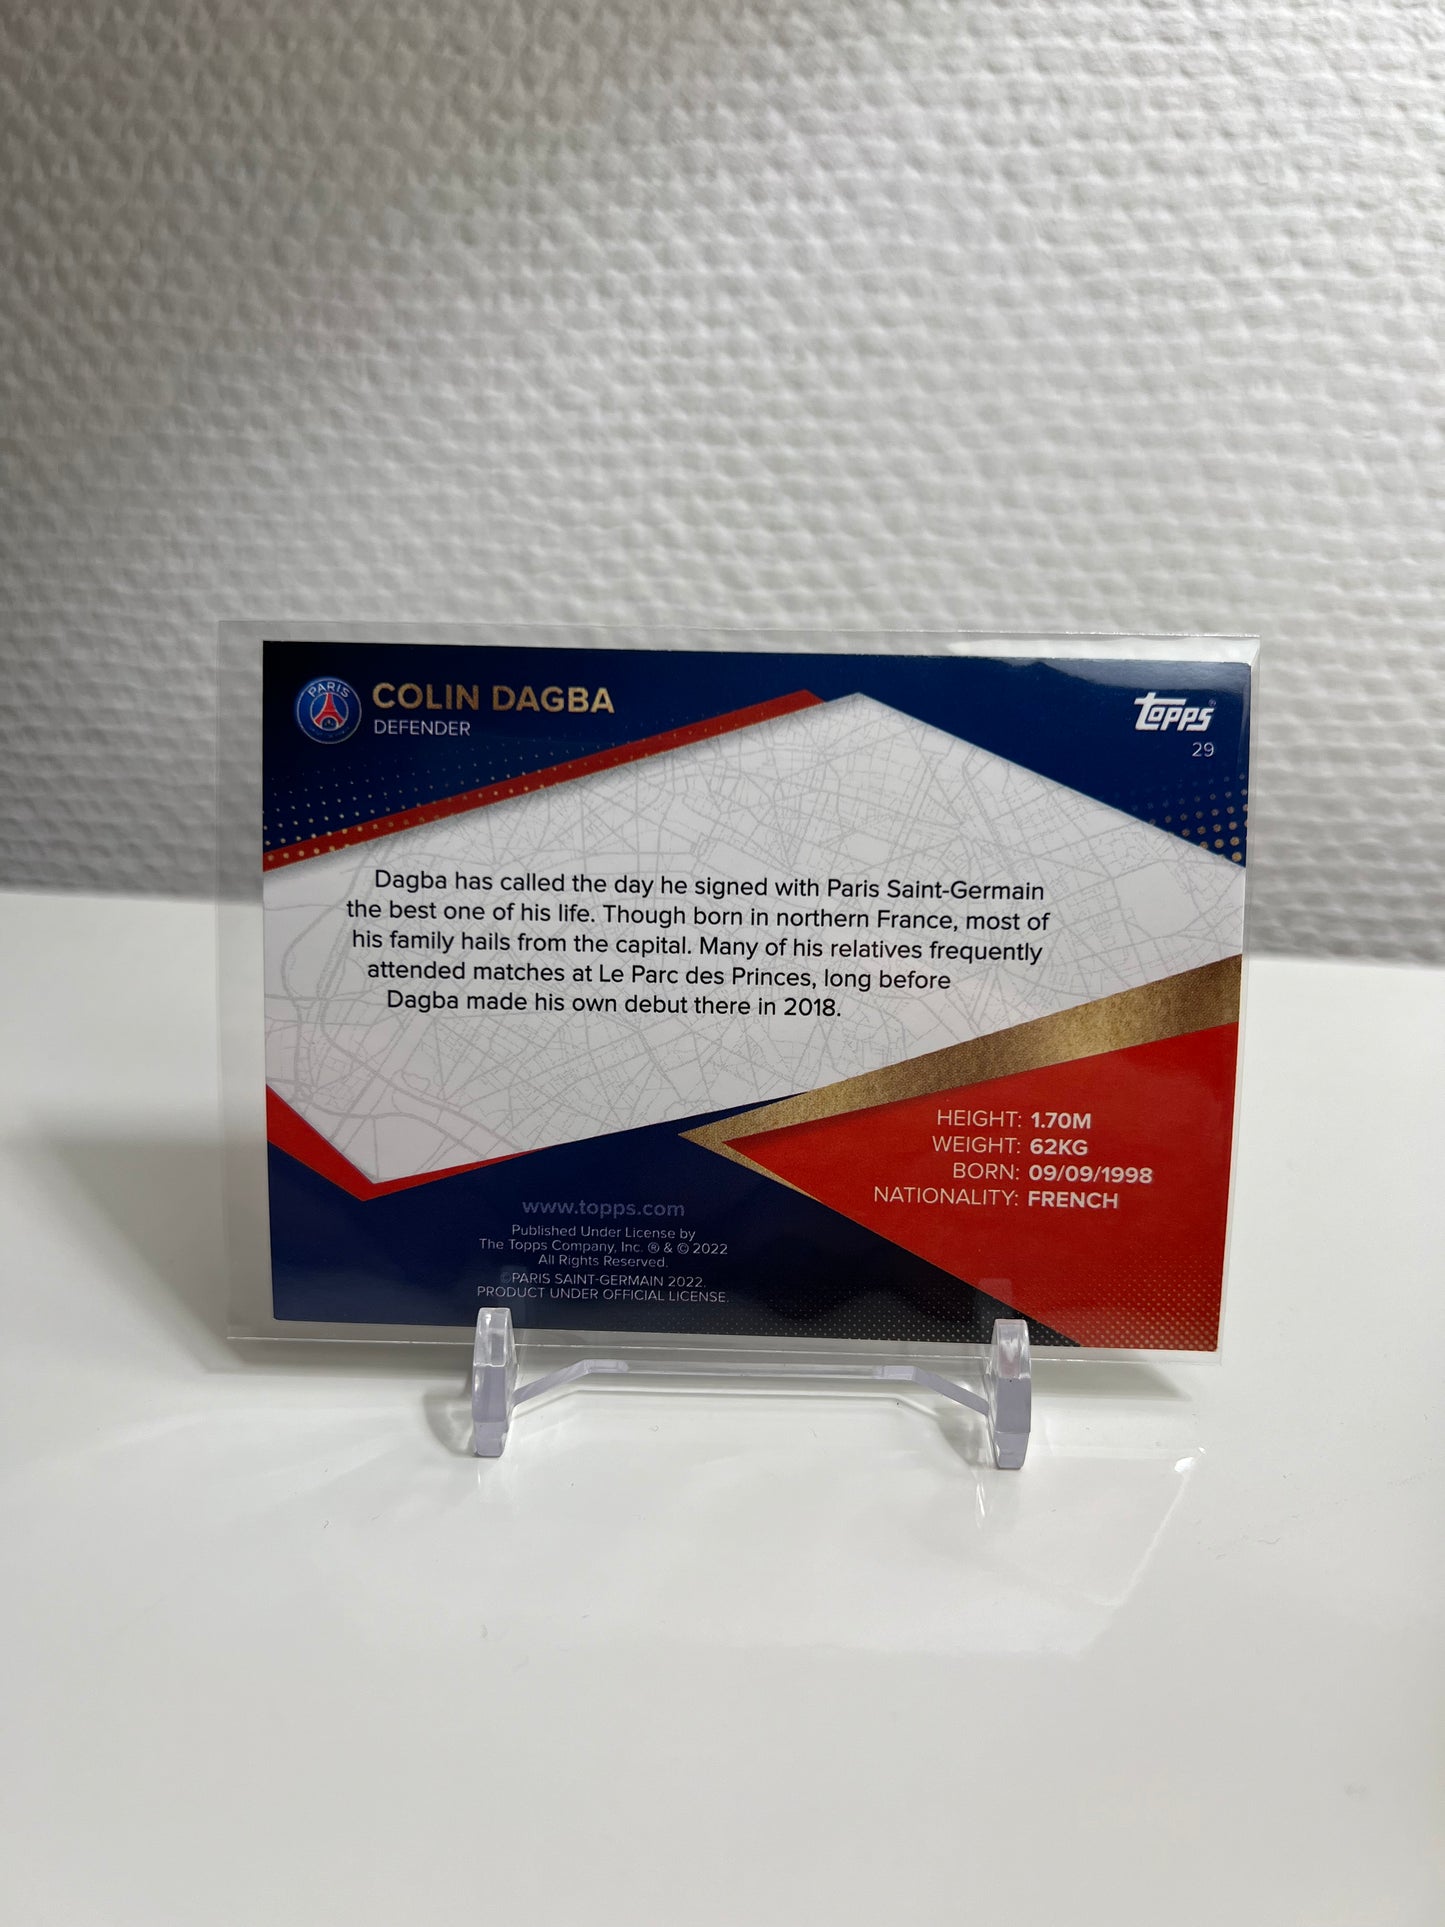 PARIS
COLIN DAGBA
DEFENDER
Topps®
29
Dagba has called the day he signed with Paris Saint-Germain
the best one of his life. Though born in northern France, most of
his family hails from the capital. Many of his relatives frequently
attended matches at Le Parc des Princes, long before
Dagba made his own debut there in 2018.
HEIGHT: 1.70M
WEIGHT: 62KG
BORN: 09/09/1998
NATIONALITY: FRENCH
www.topps.com
Published Under License by
The Topps Company, Inc. ® & © 2022
All Rights Reserved.
©PARIS SAINT-GERMAIN 2022.
PRODUCT UNDER OFFICIAL LICENSE.